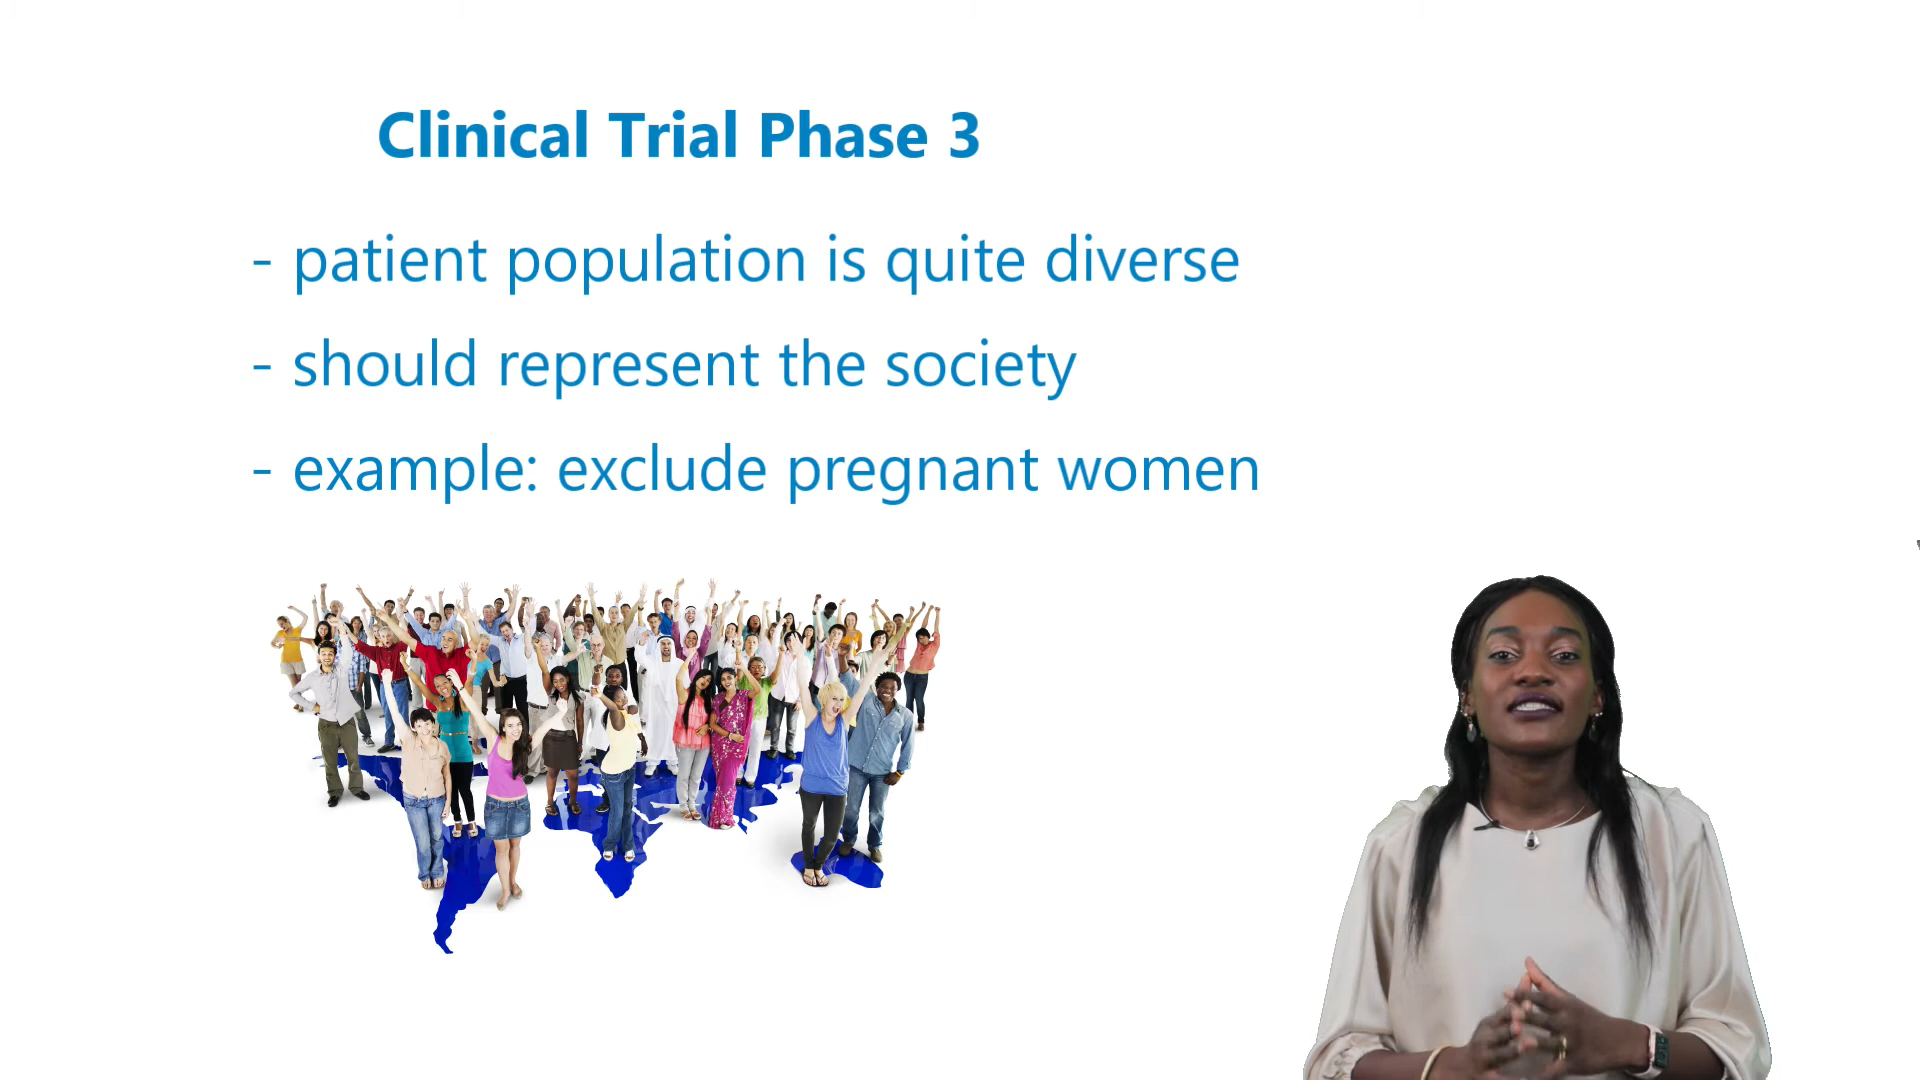 Clinical Trial Phase 3
- patient population is quite diverse
- should represent the society
- example: exclude pregnant women